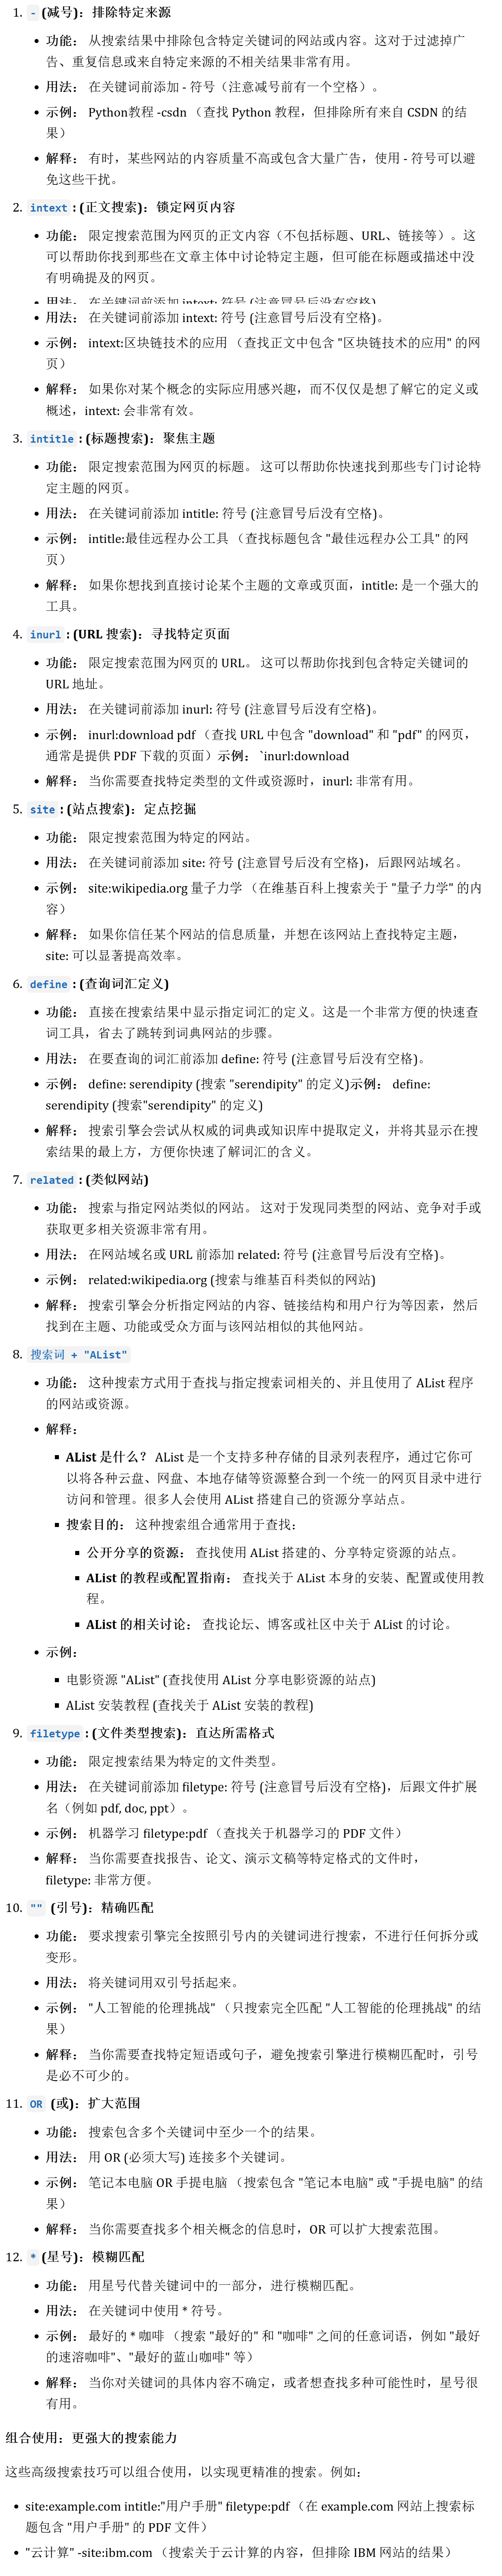 1. - (减号)：排除特定来源
• 功能： 从搜索结果中排除包含特定关键词的网站或内容。这对于过滤掉广
告、重复信息或来自特定来源的不相关结果非常有用。
• 用法： 在关键词前添加 - 符号（注意减号前有一个空格）。
• 示例： Python教程 -csdn （查找 Python 教程，但排除所有来自 CSDN 的结
果）
• 解释： 有时，某些网站的内容质量不高或包含大量广告，使用 - 符号可以避
免这些干扰。
2. intext : (正文搜索)：锁定网页内容
• 功能： 限定搜索范围为网页的正文内容（不包括标题、URL、链接等）。这
可以帮助你找到那些在文章主体中讨论特定主题，但可能在标题或描述中没
有明确提及的网页。
• 用法： 在关键词前添加 intext: 符号 (注意冒号后没有空格)
• 用法： 在关键词前添加 intext: 符号 (注意冒号后没有空格)。
• 示例： intext:区块链技术的应用 （查找正文中包含 "区块链技术的应用" 的网
页）
• 解释： 如果你对某个概念的实际应用感兴趣，而不仅仅是想了解它的定义或
概述，intext: 会非常有效。
3. intitle : (标题搜索)：聚焦主题
• 功能： 限定搜索范围为网页的标题。 这可以帮助你快速找到那些专门讨论特
定主题的网页。
• 用法： 在关键词前添加 intitle: 符号 (注意冒号后没有空格)。
• 示例： intitle:最佳远程办公工具 （查找标题包含 "最佳远程办公工具" 的网
页）
• 解释： 如果你想找到直接讨论某个主题的文章或页面，intitle: 是一个强大的
工具。
4. inurl : (URL 搜索)：寻找特定页面
• 功能： 限定搜索范围为网页的 URL。 这可以帮助你找到包含特定关键词的
URL 地址。
• 用法： 在关键词前添加 inurl: 符号 (注意冒号后没有空格)。
• 示例： inurl:download pdf （查找 URL 中包含 "download" 和 "pdf" 的网页，
通常是提供 PDF 下载的页面）示例： `inurl:download
• 解释： 当你需要查找特定类型的文件或资源时，inurl: 非常有用。
5. site : (站点搜索)：定点挖掘
• 功能： 限定搜索范围为特定的网站。
• 用法： 在关键词前添加 site: 符号 (注意冒号后没有空格)，后跟网站域名。
• 示例： site:wikipedia.org 量子力学 （在维基百科上搜索关于 "量子力学" 的内
容）
• 解释： 如果你信任某个网站的信息质量，并想在该网站上查找特定主题，
site: 可以显著提高效率。
6. define : (查询词汇定义)
• 功能： 直接在搜索结果中显示指定词汇的定义。这是一个非常方便的快速查
词工具，省去了跳转到词典网站的步骤。
• 用法： 在要查询的词汇前添加 define: 符号 (注意冒号后没有空格)。
• 示例： define: serendipity (搜索 "serendipity" 的定义)示例： define:
serendipity (搜索"serendipity" 的定义)
• 解释： 搜索引擎会尝试从权威的词典或知识库中提取定义，并将其显示在搜
索结果的最上方，方便你快速了解词汇的含义。
7. related : (类似网站)
• 功能： 搜索与指定网站类似的网站。 这对于发现同类型的网站、竞争对手或
获取更多相关资源非常有用。
• 用法： 在网站域名或 URL 前添加 related: 符号 (注意冒号后没有空格)。
• 示例： related:wikipedia.org (搜索与维基百科类似的网站)
• 解释： 搜索引擎会分析指定网站的内容、链接结构和用户行为等因素，然后
找到在主题、功能或受众方面与该网站相似的其他网站。
8. 搜索词 + "AList"
• 功能： 这种搜索方式用于查找与指定搜索词相关的、并且使用了 AList 程序
的网站或资源。
• 解释：
▪ AList 是什么？ AList 是一个支持多种存储的目录列表程序，通过它你可
以将各种云盘、网盘、本地存储等资源整合到一个统一的网页目录中进行
访问和管理。很多人会使用 AList 搭建自己的资源分享站点。
▪ 搜索目的： 这种搜索组合通常用于查找：
▪ 公开分享的资源： 查找使用 AList 搭建的、分享特定资源的站点。
▪ AList 的教程或配置指南： 查找关于 AList 本身的安装、配置或使用教
程。
▪ AList 的相关讨论： 查找论坛、博客或社区中关于 AList 的讨论。
• 示例：
▪ 电影资源 "AList" (查找使用 AList 分享电影资源的站点)
▪ AList 安装教程 (查找关于 AList 安装的教程)
9. filetype : (文件类型搜索)：直达所需格式
• 功能： 限定搜索结果为特定的文件类型。
• 用法： 在关键词前添加 filetype: 符号 (注意冒号后没有空格)，后跟文件扩展
名（例如 pdf, doc, ppt）。
• 示例： 机器学习 filetype:pdf （查找关于机器学习的 PDF 文件）
• 解释： 当你需要查找报告、论文、演示文稿等特定格式的文件时，
filetype: 非常方便。
10. "" (引号)：精确匹配
• 功能： 要求搜索引擎完全按照引号内的关键词进行搜索，不进行任何拆分或
变形。
• 用法： 将关键词用双引号括起来。
• 示例： "人工智能的伦理挑战" （只搜索完全匹配 "人工智能的伦理挑战" 的结
果）
• 解释： 当你需要查找特定短语或句子，避免搜索引擎进行模糊匹配时，引号
是必不可少的。
11. OR (或)：扩大范围
• 功能： 搜索包含多个关键词中至少一个的结果。
• 用法： 用 OR (必须大写) 连接多个关键词。
• 示例： 笔记本电脑 OR 手提电脑 （搜索包含 "笔记本电脑" 或 "手提电脑" 的结
果）
• 解释： 当你需要查找多个相关概念的信息时，OR 可以扩大搜索范围。
12. * (星号)：模糊匹配
• 功能： 用星号代替关键词中的一部分，进行模糊匹配。
• 用法： 在关键词中使用 * 符号。
• 示例： 最好的 * 咖啡 （搜索 "最好的" 和 "咖啡" 之间的任意词语，例如 "最好
的速溶咖啡"、"最好的蓝山咖啡" 等）
• 解释： 当你对关键词的具体内容不确定，或者想查找多种可能性时，星号很
有用。
组合使用：更强大的搜索能力
这些高级搜索技巧可以组合使用，以实现更精准的搜索。例如：
• site:example.com intitle:"用户手册" filetype:pdf （在 example.com 网站上搜索标
题包含 "用户手册" 的 PDF 文件）
• "云计算" -site:ibm.com （搜索关于云计算的内容，但排除 IBM 网站的结果）